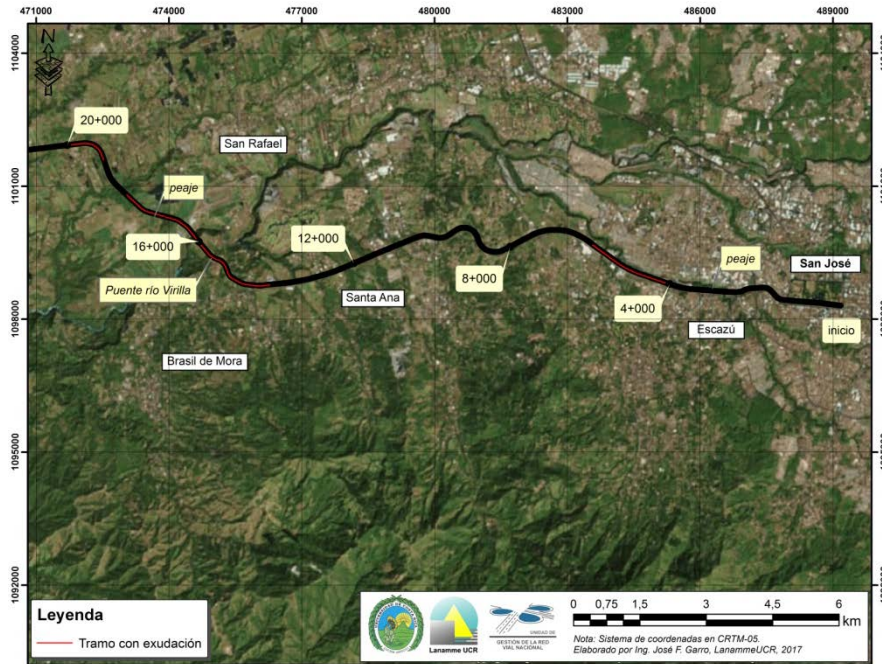 471000 474000 477000 480000 483000 486000 489000
1104000
N
20+000
San Rafael
1101000
peaje
16+000
12+000
peaje
San José
8+000
Puente río Virilla
Santa Ana
4+000
Escazú
inicio
1098000
Brasil de Mora
1095000
1092000
Leyenda
Tramo con exudación
Lanamme UCR
UNIDAD DE
GESTIÓN DE LA RED
VIAL NACIONAL
0 0,75 1,5 3 4,5 6
km
Nota: Sistema de coordenadas en CRTM-05.
Elaborado por Ing. José F. Garro, LanammeUCR, 2017